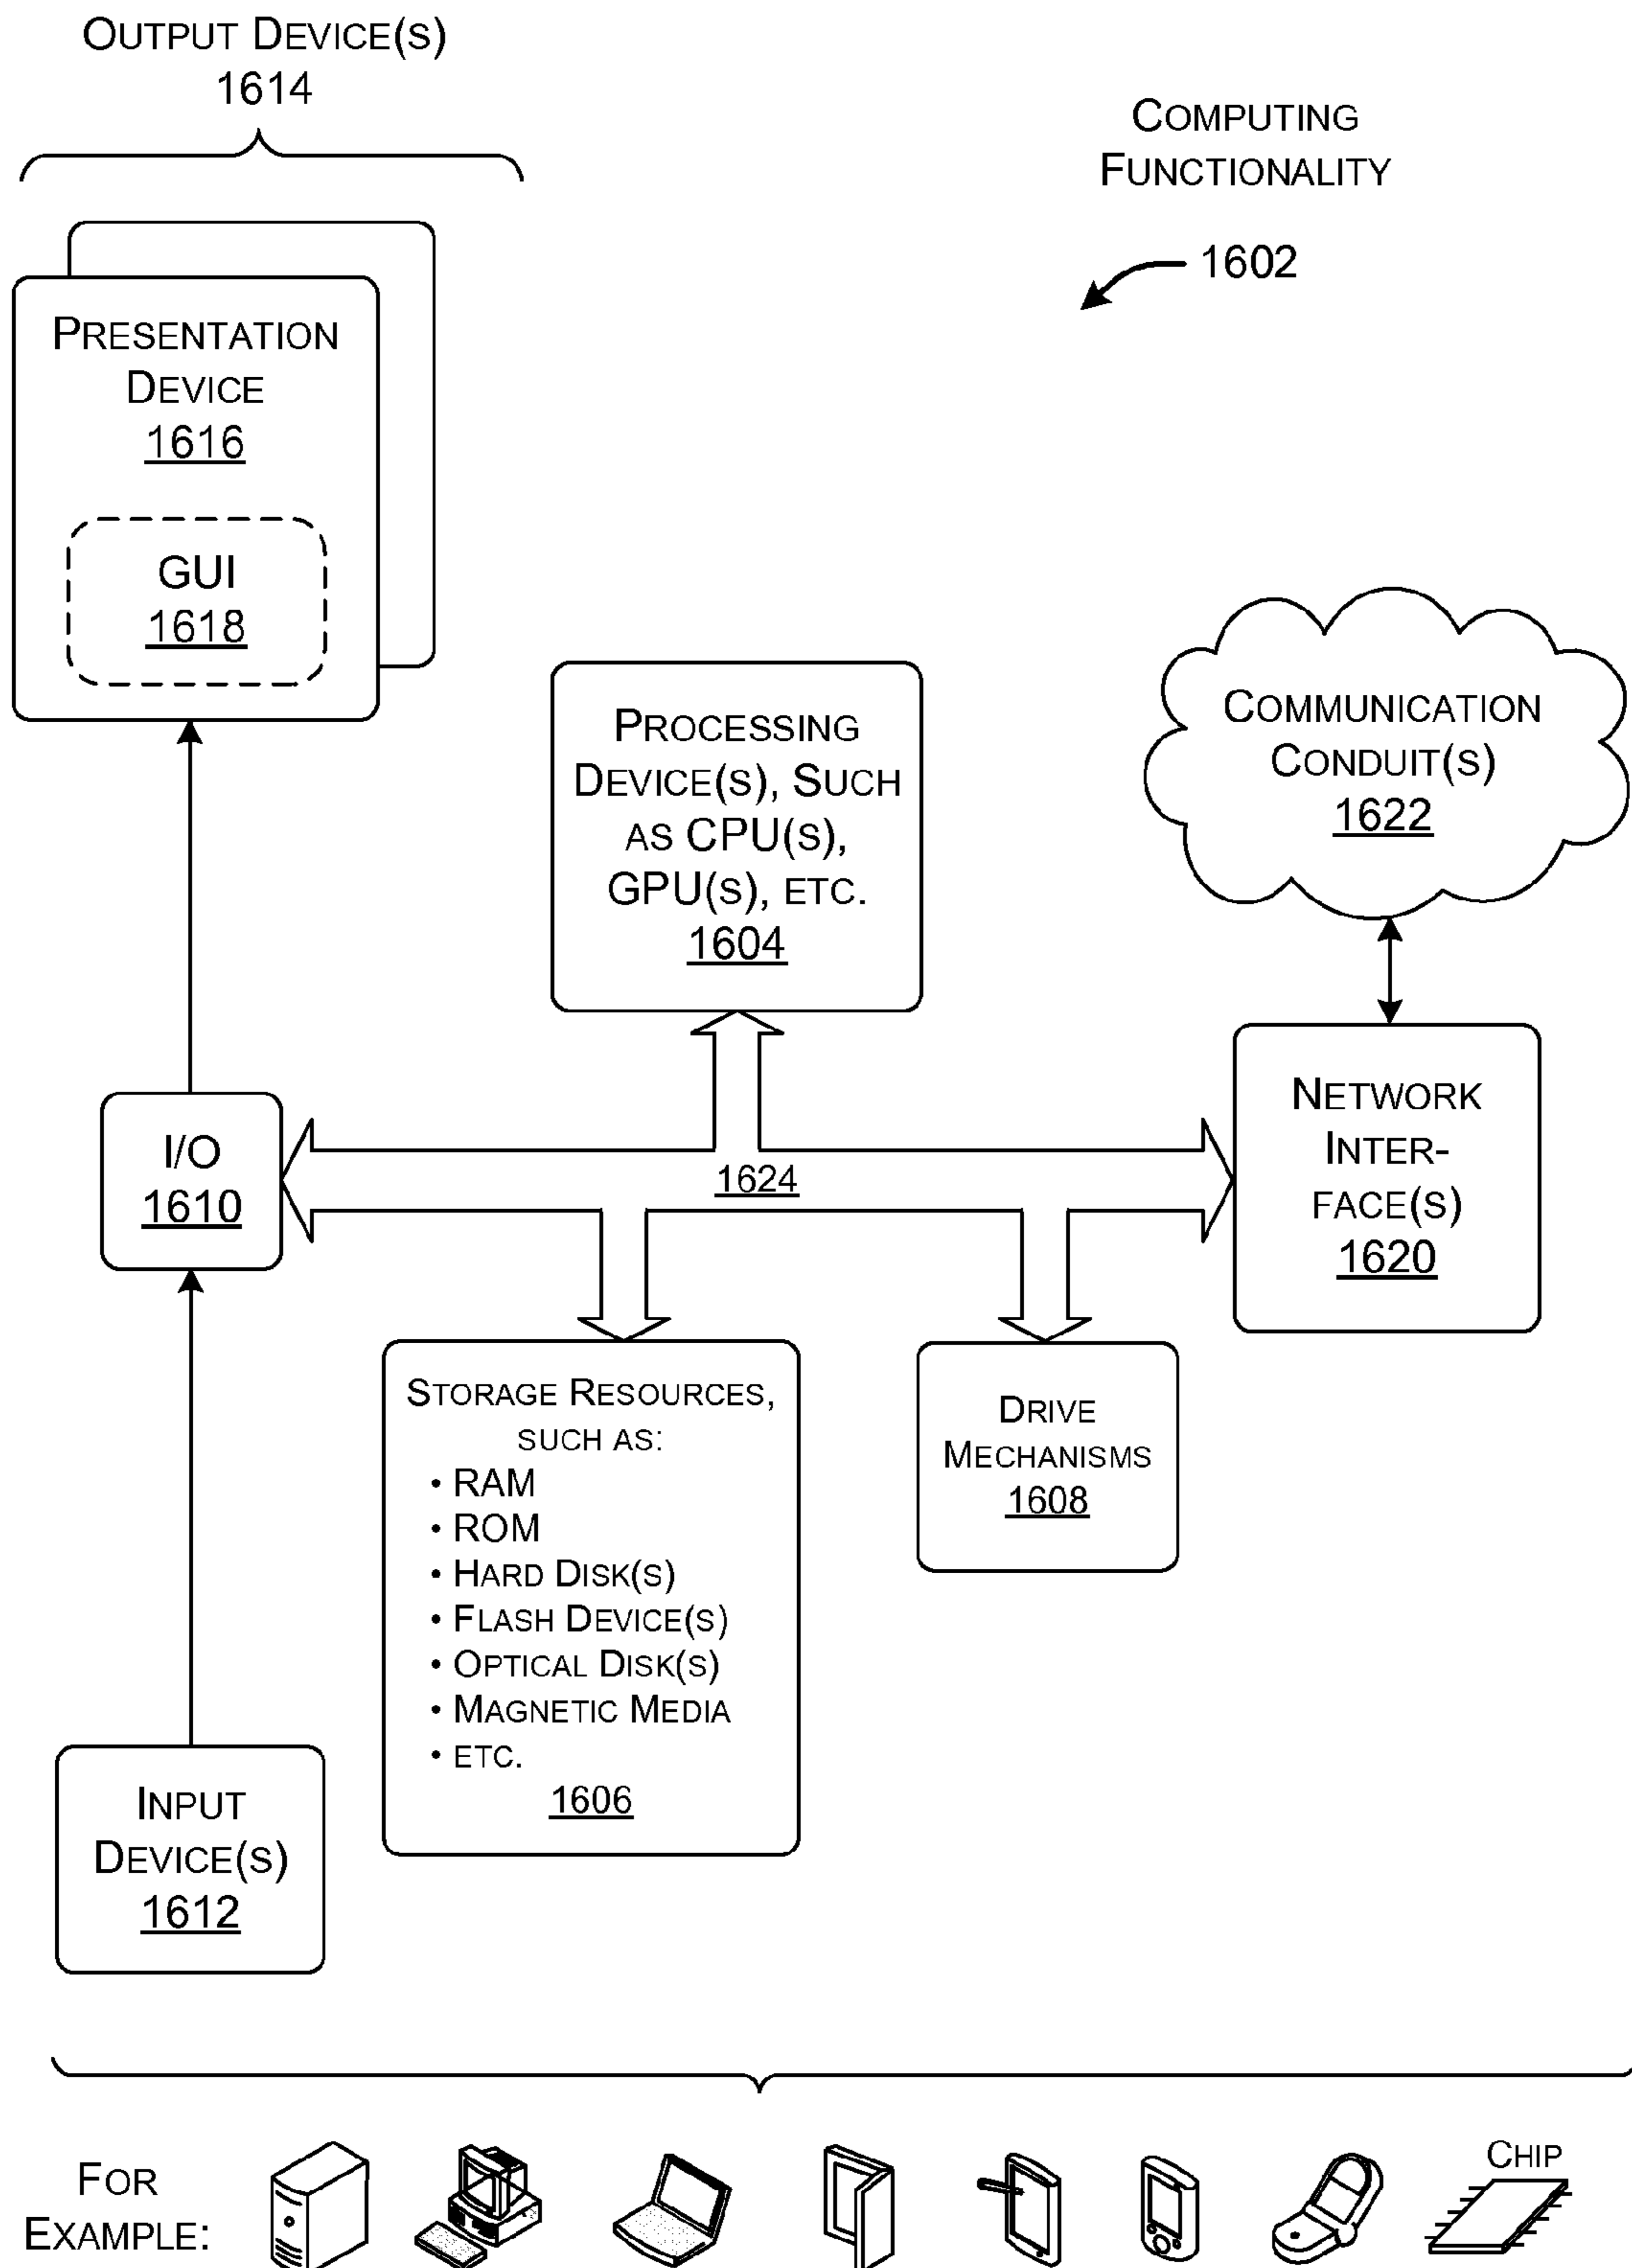 OUTPUT DEVICE(S)
1614
COMPUTING
FUNCTIONALITY
1602
PRESENTATION
DEVICE
1616
GUI
1618
PROCESSING
DEVICE(S), SUCH
AS CPU(S),
GPU(S), ETC.
1604
COMMUNICATION
CONDUIT(S)
1622
I/O
1610
1624
NETWORK
INTER-
FACE(S)
1620
STORAGE RESOURCES,
SUCH AS:
• RAM
• ROM
• HARD DISK(S)
• FLASH DEVICE(S)
• OPTICAL DISK(S)
• MAGNETIC MEDIA
• ETC.
1606
DRIVE
MECHANISMS
1608
INPUT
DEVICE(S)
1612
FOR
EXAMPLE:
CHIP